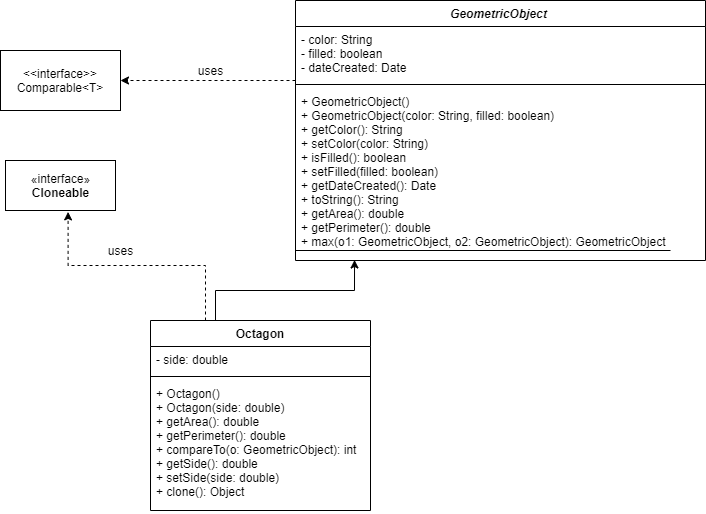 GeometricObject
- color: String
- filled: boolean
- dateCreated: Date
+ GeometricObject()
+ GeometricObject(color: String, filled: boolean)
+ getColor(): String
+ setColor(color: String)
+ isFilled(): boolean
+ setFilled(filled: boolean)
+ getDateCreated(): Date
+ toString(): String
+ getArea(): double
+ getPerimeter(): double
+ max(o1: GeometricObject, o2: GeometricObject): GeometricObject
uses
<<interface>>
Comparable<T>
«interface»
Cloneable
uses
Octagon
- side: double
+ Octagon()
+ Octagon(side: double)
+ getArea(): double
+ getPerimeter(): double
+ compareTo(o: GeometricObject): int
+ getSide(): double
+ setSide(side: double)
+ clone(): Object